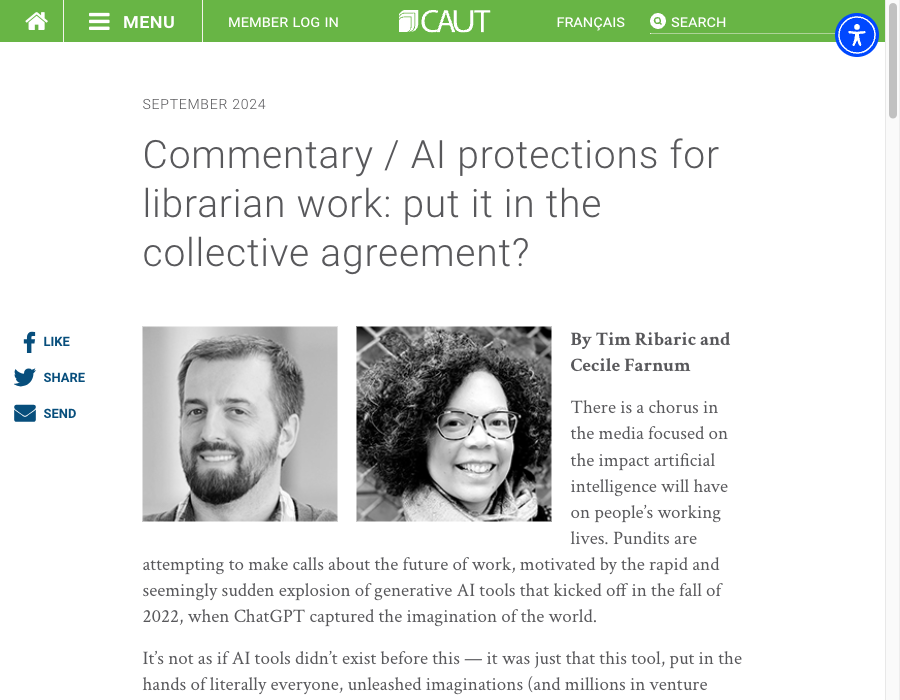 MENU
MEMBER LOG IN
CAUT
FRANÇAIS
SEARCH
SEPTEMBER 2024
Commentary / AI protections for
librarian work: put it in the
collective agreement?
LIKE
SHARE
SEND
By Tim Ribaric and
Cecile Farnum
There is a chorus in
the media focused on
the impact artificial
intelligence will have
on people’s working
lives. Pundits are
attempting to make calls about the future of work, motivated by the rapid and
seemingly sudden explosion of generative AI tools that kicked off in the fall of
2022, when ChatGPT captured the imagination of the world.
It’s not as if AI tools didn’t exist before this — it was just that this tool, put in the
hands of literally everyone, unleashed imaginations (and millions in venture